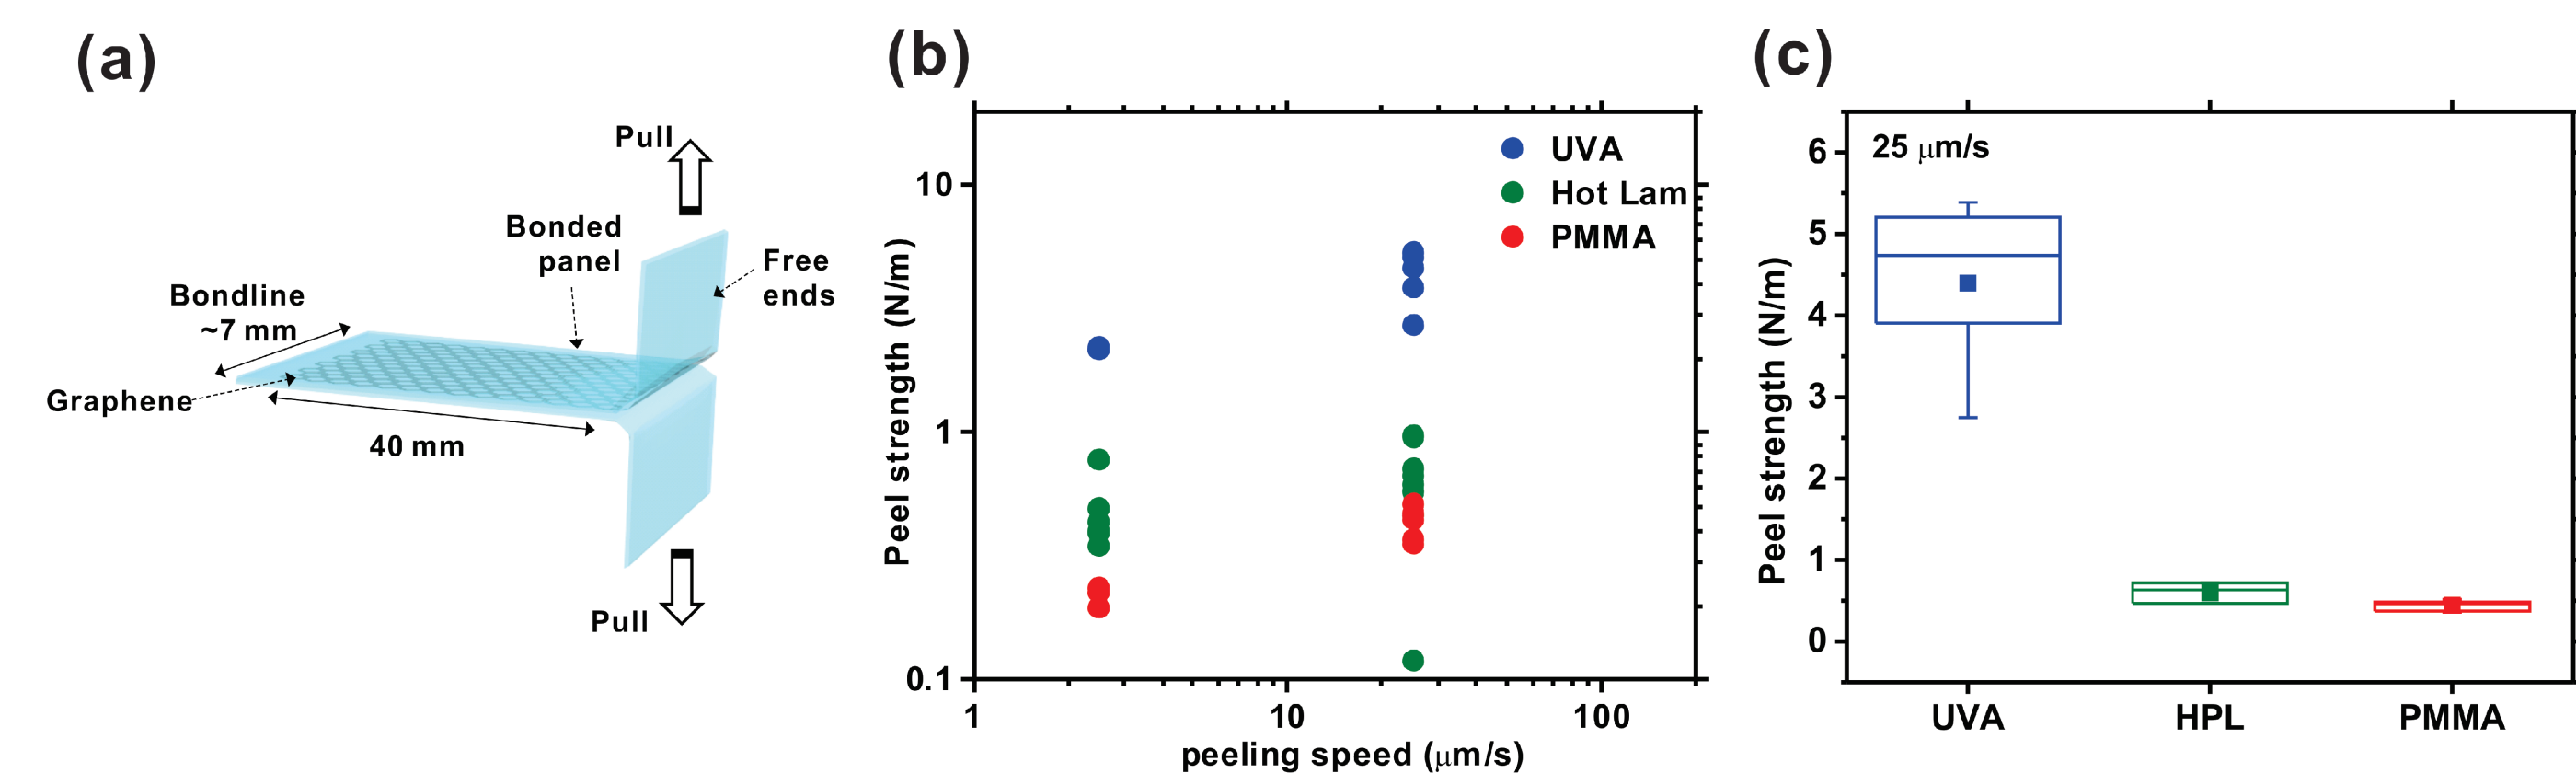 (a)
Pull
Bonded
panel
Free
ends
Bondline
~7 mm
Graphene
40 mm
Pull
(b)
UVA
Hot Lam
PMMA
10
1
0.1
Peel strength (N/m)
1
10
100
peeling speed (μm/s)
(c)
25 μm/s
6
5
4
3
2
1
0
Peel strength (N/m)
UVA
HPL
PMMA